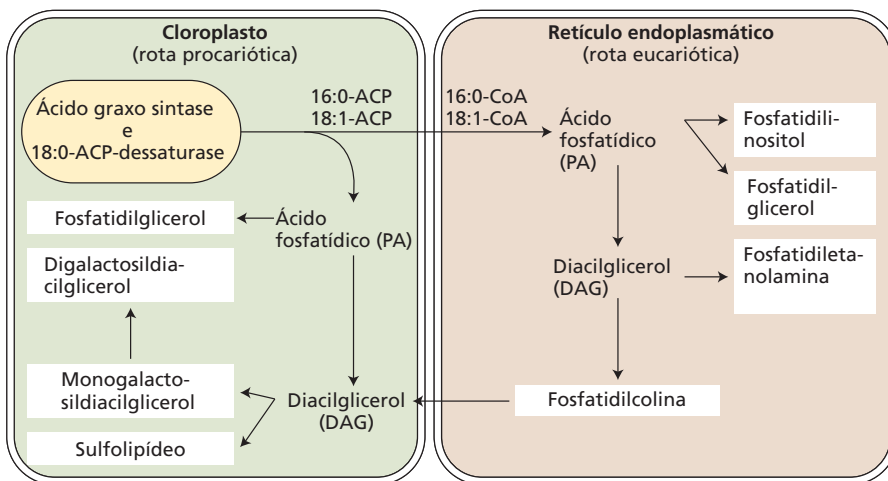 Cloroplasto
(rota procariótica)
Ácido graxo sintase
e
18:0-ACP-dessaturase
16:0-ACP
18:1-ACP
Fosfatidilglicerol
Ácido
fosfatídico (PA)
Digalactosildia-
cilglicerol
Monogalacto-
sildiacilglicerol
Sulfolipídeo
Diacilglicerol
(DAG)
Retículo endoplasmático
(rota eucariótica)
16:0-CoA
18:1-CoA
Ácido
fosfatídico
(PA)
Fosfatidili-
nositol
Fosfatidil-
glicerol
Diacilglicerol
(DAG)
Fosfatidileta-
nolamina
Fosfatidilcolina